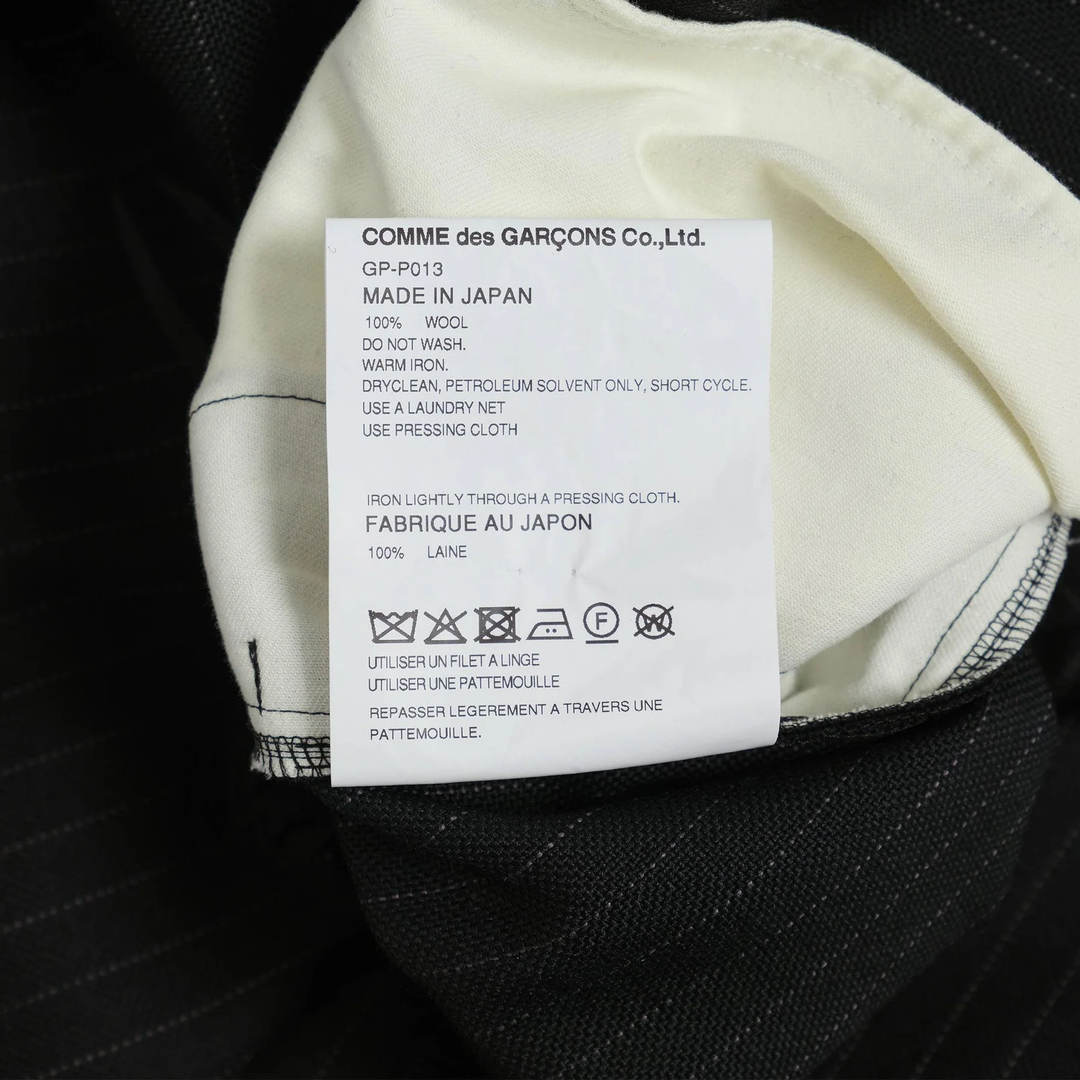 COMME des GARÇONS Co.,Ltd.
GP-P013
MADE IN JAPAN
100% WOOL
DO NOT WASH.
WARM IRON.
DRYCLEAN, PETROLEUM SOLVENT ONLY, SHORT CYCLE.
USE A LAUNDRY NET
USE PRESSING CLOTH
IRON LIGHTLY THROUGH A PRESSING CLOTH.
FABRIQUE AU JAPON
100% LAINE
F W
UTILISER UN FILET A LINGE
UTILISER UNE PATTEMOUILLE
REPASSER LEGEREMENT A TRAVERS UNE
PATTEMOUILLE.